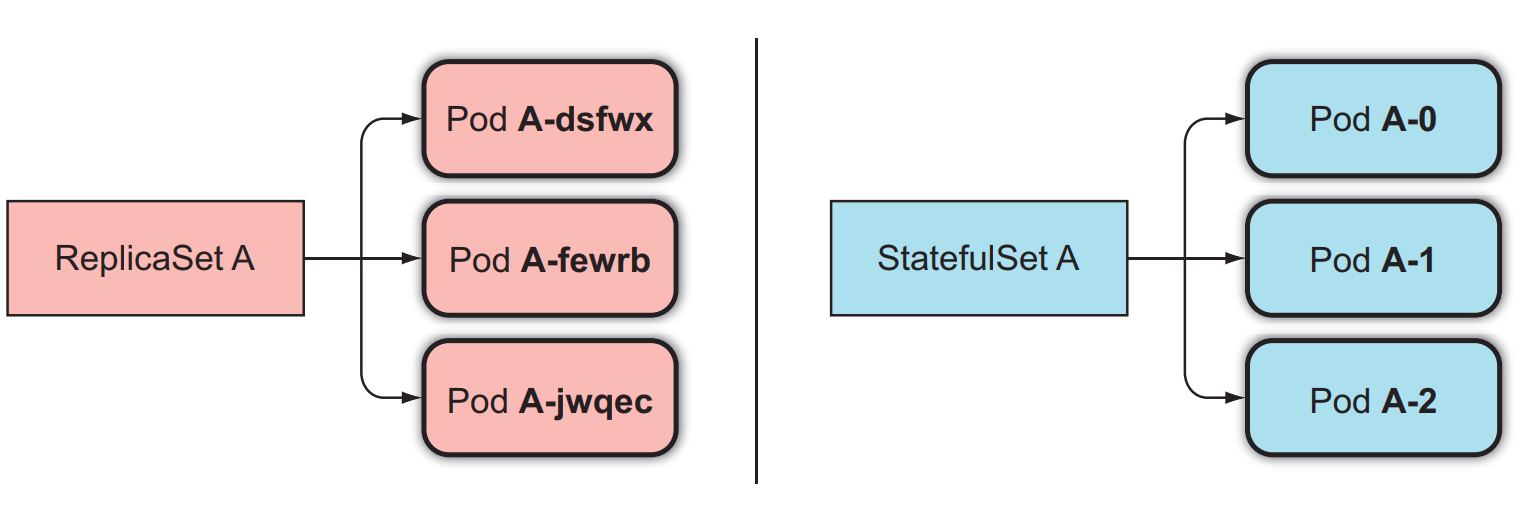 ReplicaSet A
Pod A-dsfwx
Pod A-fewrb
Pod A-jwqec
StatefulSet A
Pod A-0
Pod A-1
Pod A-2